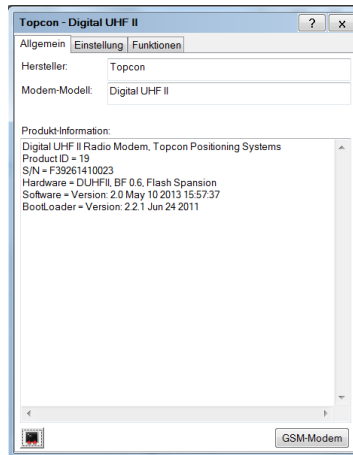 Topcon - Digital UHF II
? x
Allgemein Einstellung Funktionen
Hersteller: Topcon
Modem-Modell: Digital UHF II
Produkt-Information:
Digital UHF II Radio Modem, Topcon Positioning Systems
Product ID = 19
S/N = F39261410023
Hardware = DUHFII, BF 0.6, Flash Spansion
Software = Version: 2.0 May 10 2013 15:57:37
BootLoader = Version: 2.2.1 Jun 24 2011
GSM-Modem